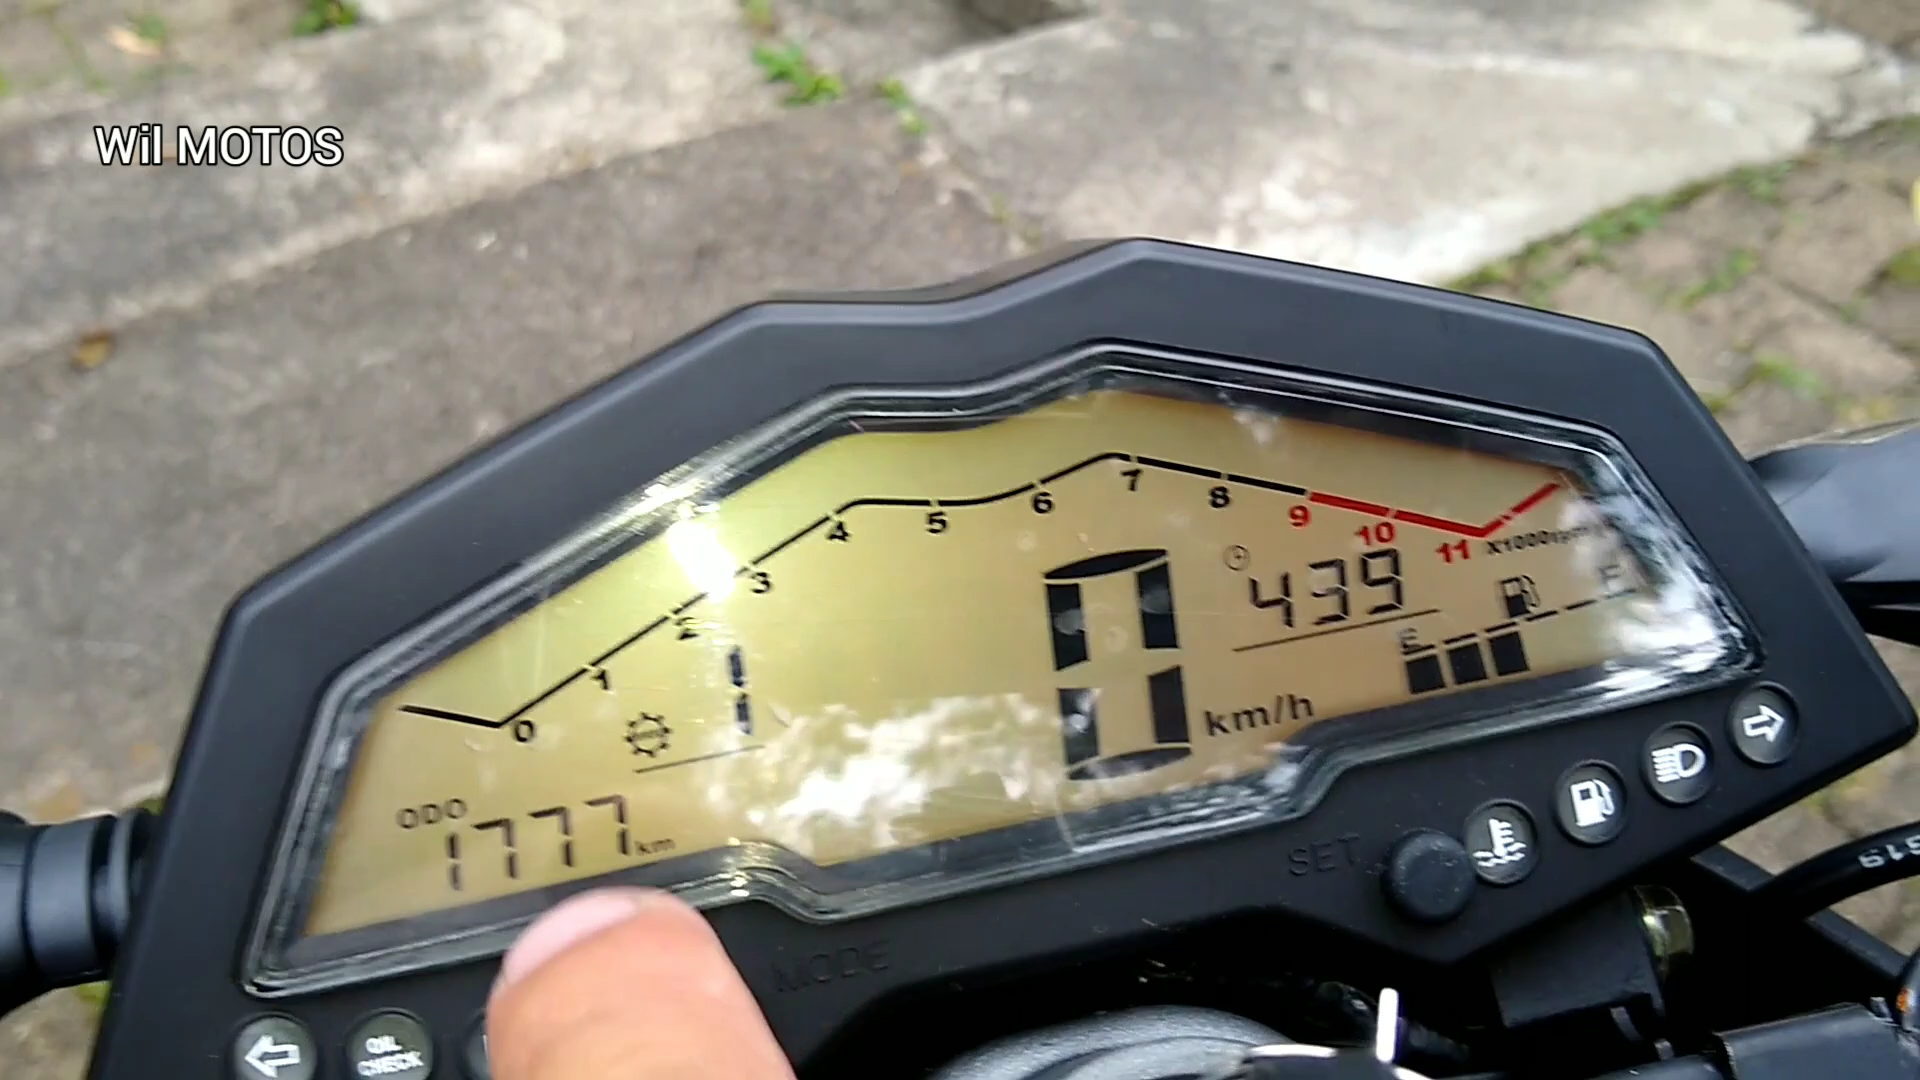 Wil MOTOS
0 1 2 3 4 5 6 7 8 9 10 11 X1000rpm
439
E F
1
0 km/h
ODO
1777 km
SET
MODE
OIL
CHECK